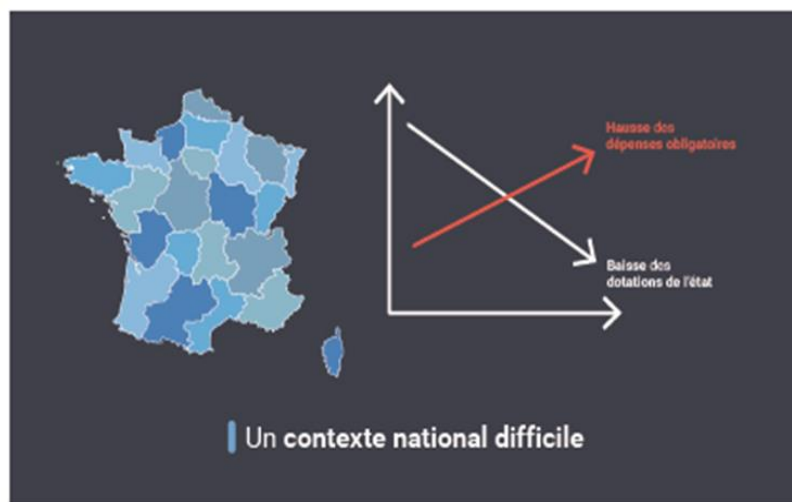 Hausse des
dépenses obligatoires
Baisse des
dotations de l'état
Un contexte national difficile